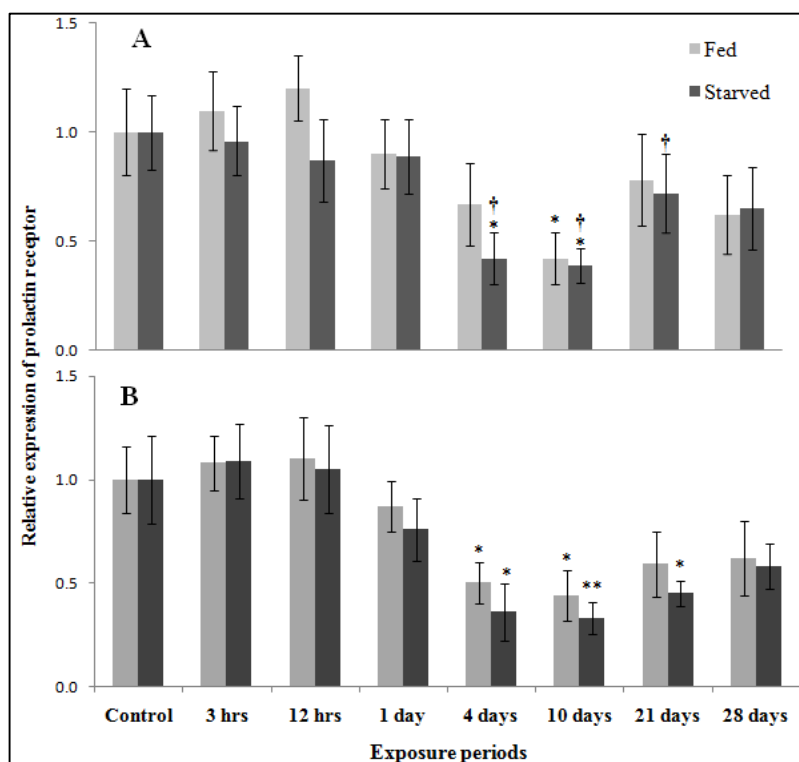 Relative expression of prolactin receptor
A
Fed
Starved
1.5
1.0
0.5
0.0
†
*
*
†
*
†
B
1.5
1.0
0.5
0.0
*
*
*
**
*
Control 3 hrs 12 hrs 1 day 4 days 10 days 21 days 28 days
Exposure periods